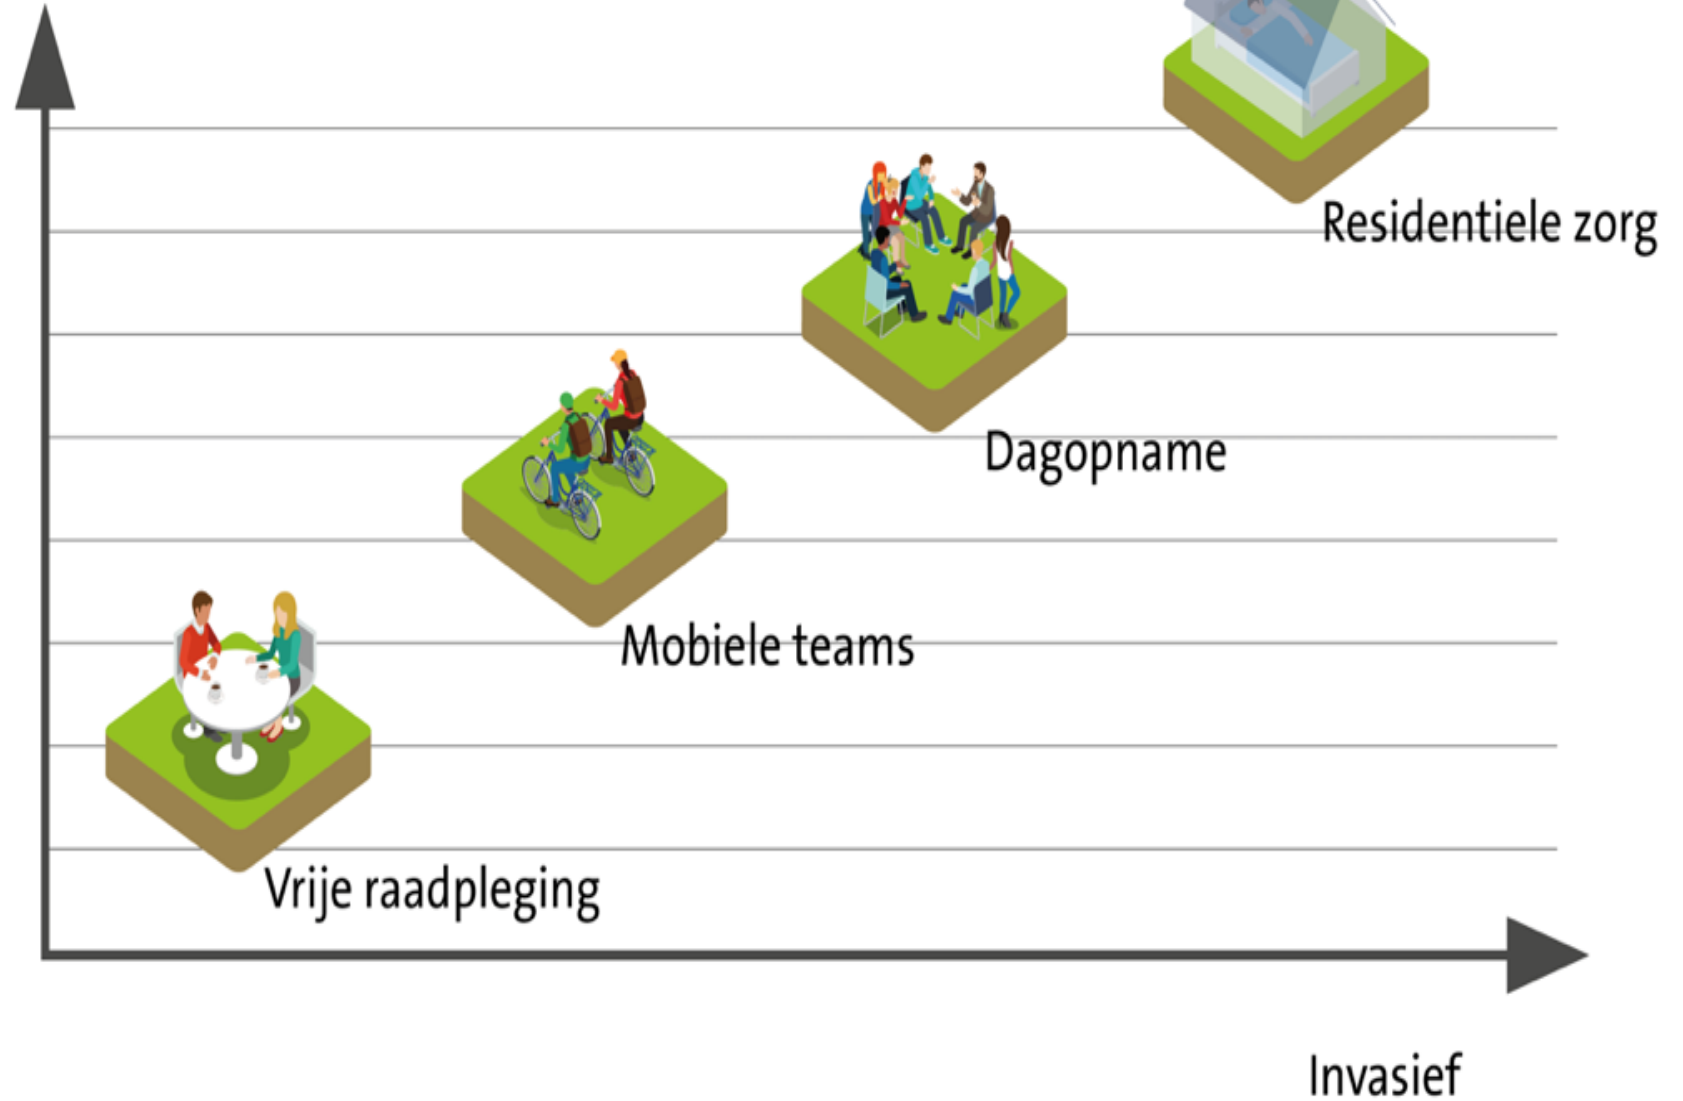 Residentiele zorg
Dagopname
Mobiele teams
Vrije raadpleging
Invasief